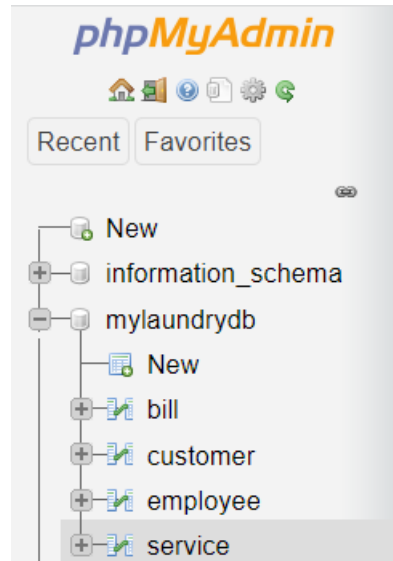 phpMyAdmin
Recent Favorites
New
information_schema
mylaundrydb
New
bill
customer
employee
service